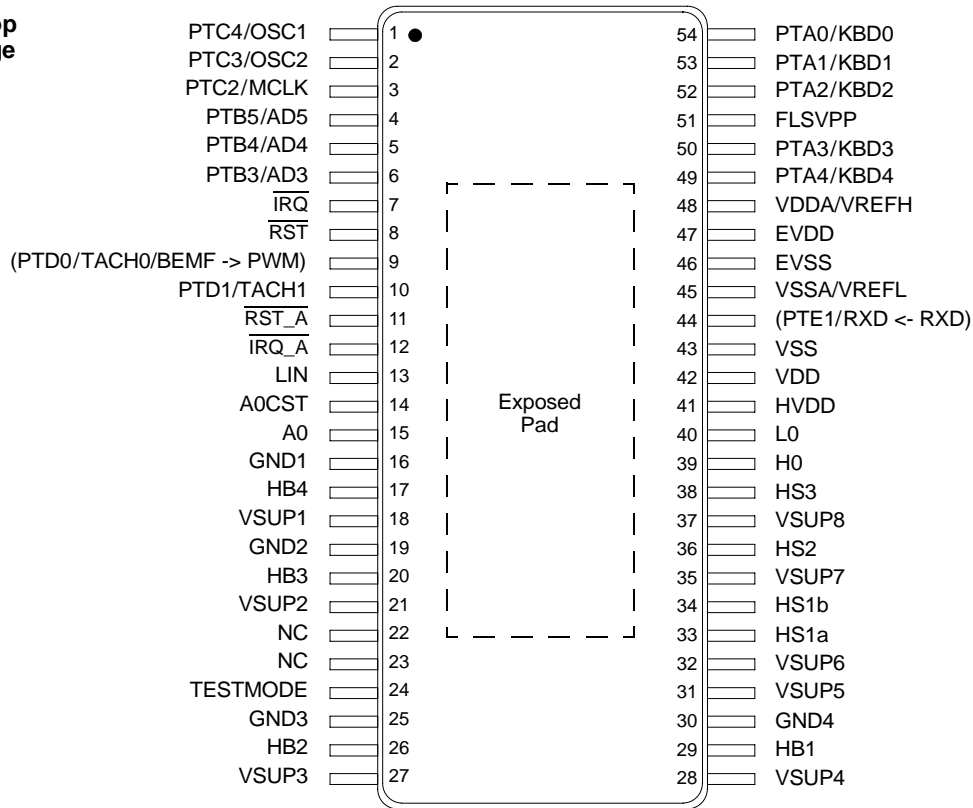 op
ge
PTC4/OSC1 1 54 PTA0/KBD0
PTC3/OSC2 2 53 PTA1/KBD1
PTC2/MCLK 3 52 PTA2/KBD2
PTB5/AD5 4 51 FLSVPP
PTB4/AD4 5 50 PTA3/KBD3
PTB3/AD3 6 49 PTA4/KBD4
IRQ 7 48 VDDA/VREFH
RST 8 47 EVDD
(PTD0/TACH0/BEMF -> PWM) 9 46 EVSS
PTD1/TACH1 10 45 VSSA/VREFL
RST_A 11 44 (PTE1/RXD <- RXD)
IRQ_A 12 43 VSS
LIN 13 42 VDD
A0CST 14 41 HVDD
A0 15 40 L0
GND1 16 39 H0
HB4 17 38 HS3
VSUP1 18 37 VSUP8
GND2 19 36 HS2
HB3 20 35 VSUP7
VSUP2 21 34 HS1b
NC 22 33 HS1a
NC 23 32 VSUP6
TESTMODE 24 31 VSUP5
GND3 25 30 GND4
HB2 26 29 HB1
VSUP3 27 28 VSUP4
Exposed
Pad